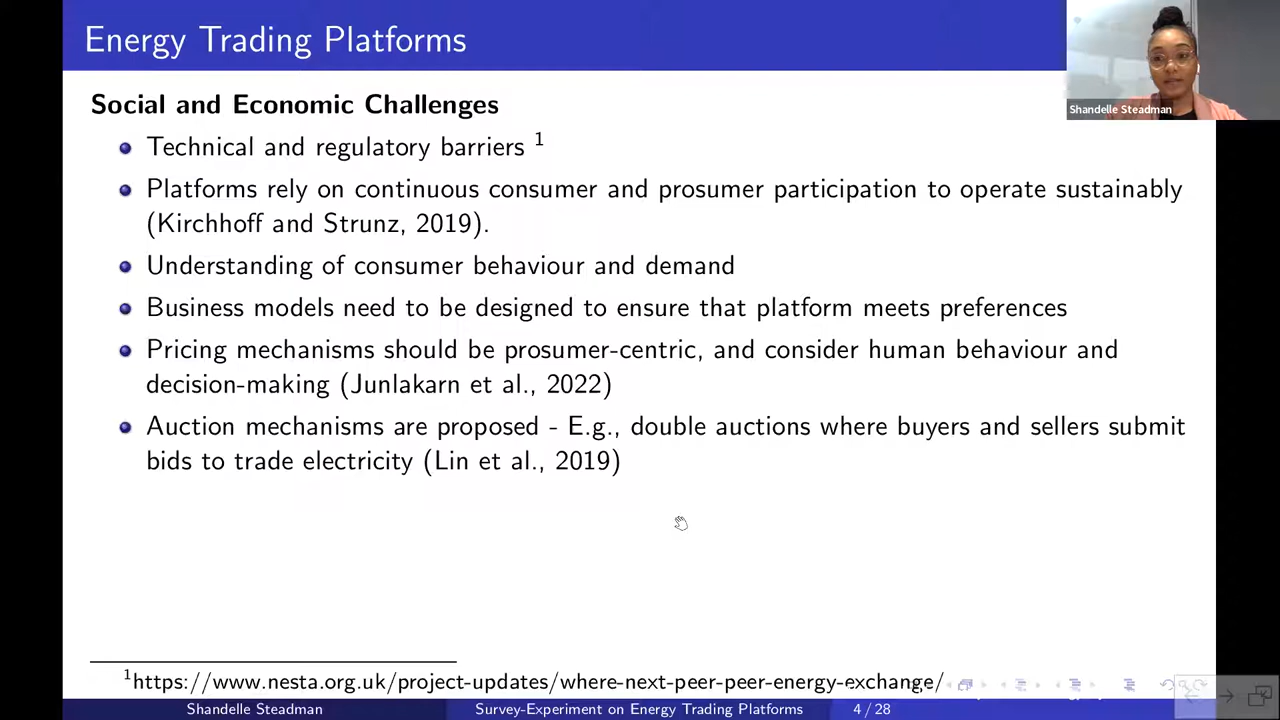 Energy Trading Platforms
Shandelle Steadman
Social and Economic Challenges
Technical and regulatory barriers 1
Platforms rely on continuous consumer and prosumer participation to operate sustainably
(Kirchhoff and Strunz, 2019).
Understanding of consumer behaviour and demand
Business models need to be designed to ensure that platform meets preferences
Pricing mechanisms should be prosumer-centric, and consider human behaviour and
decision-making (Junlakarn et al., 2022)
Auction mechanisms are proposed - E.g., double auctions where buyers and sellers submit
bids to trade electricity (Lin et al., 2019)
1https://www.nesta.org.uk/project-updates/where-next-peer-peer-energy-exchange/
Shandelle Steadman Survey-Experiment on Energy Trading Platforms 4 / 28